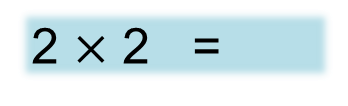 2 × 2 =